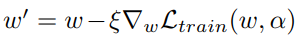 w′ = w − ξ∇_w ℒ_train(w, α)